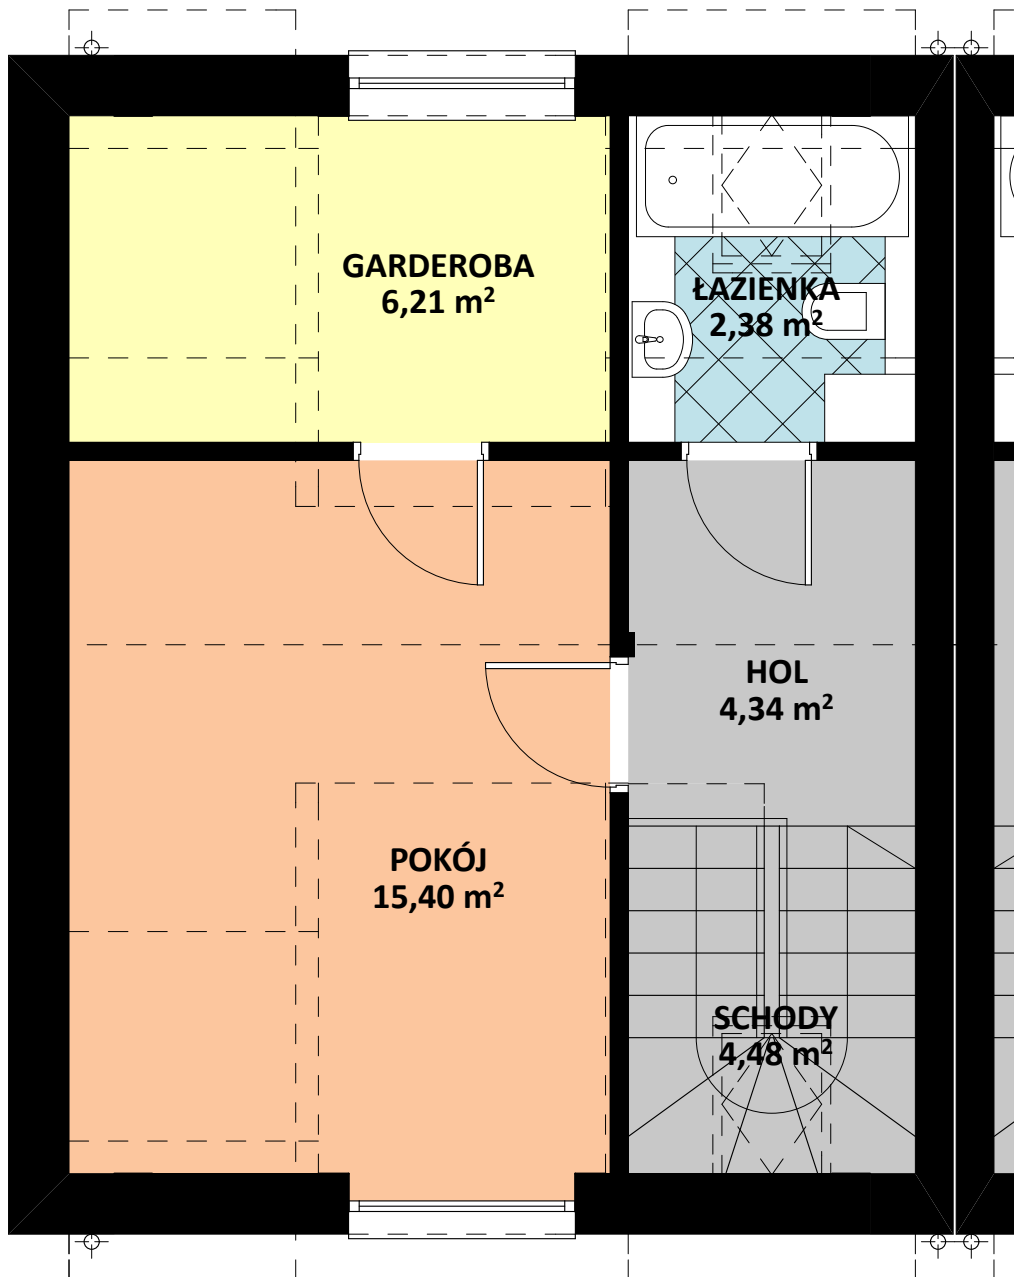 GARDEROBA
6,21 m²
ŁAZIENKA
2,38 m²
HOL
4,34 m²
POKÓJ
15,40 m²
SCHODY
4,48 m²